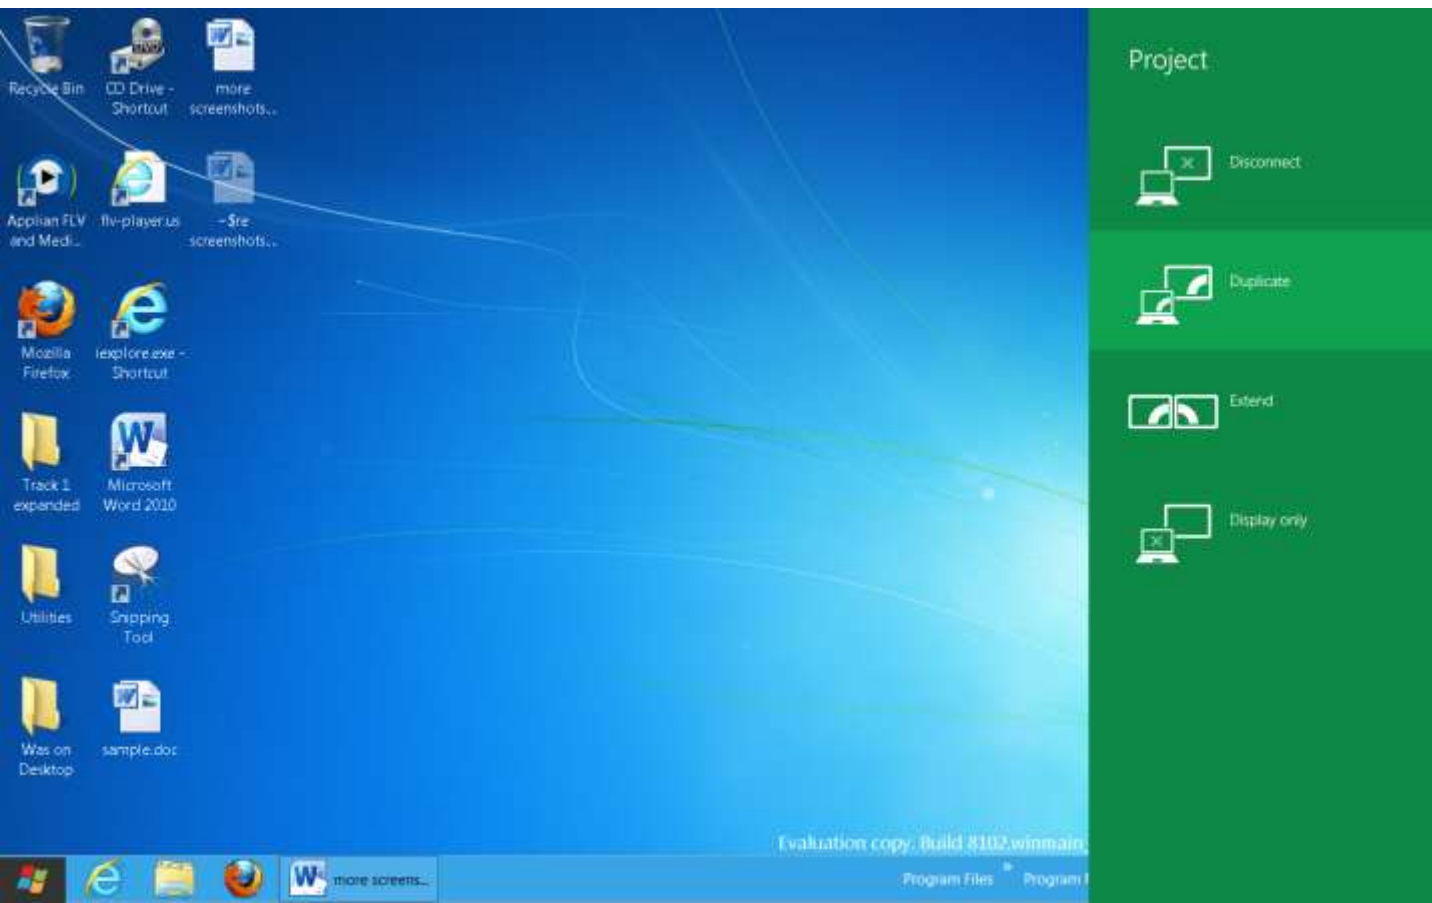 Recycle Bin
CD Drive -
Shortcut
more
screenshots...
Applian FLV
and Medi...
flv-player.us
~$re
screenshots...
Mozilla
Firefox
iexplore.exe -
Shortcut
Track 1
expanded
Microsoft
Word 2010
Utilities
Snipping
Tool
Was on
Desktop
sample.doc
Evaluation copy. Build 8102.winmain_
more screens...
Program Files
»
Program
Project
Disconnect
Duplicate
Extend
Display only